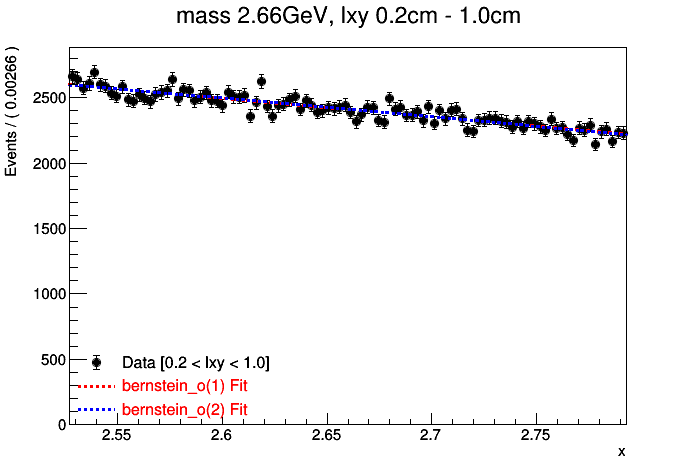 mass 2.66GeV, lxy 0.2cm - 1.0cm
Events / ( 0.00266 )
2500
2000
1500
1000
500
0
Data [0.2 < lxy < 1.0]
bernstein_o(1) Fit
bernstein_o(2) Fit
2.55 2.6 2.65 2.7 2.75
x